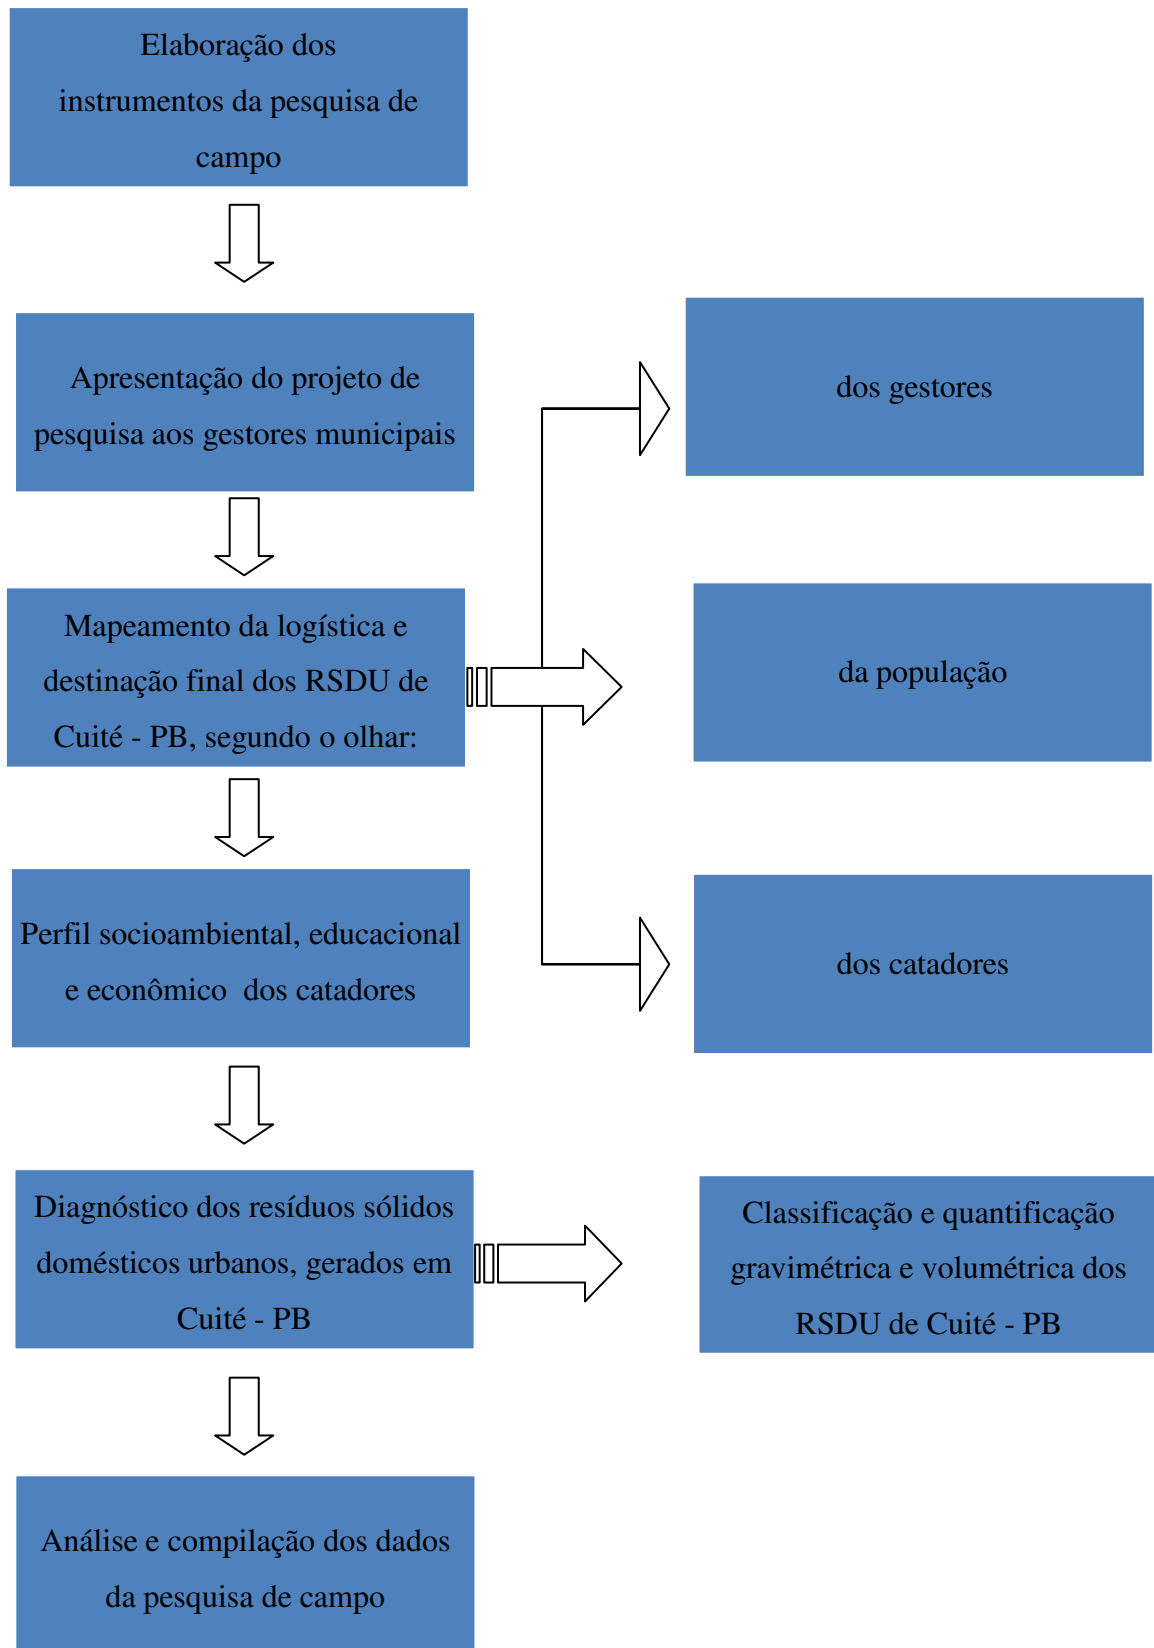 Elaboração dos
instrumentos da pesquisa de
campo
Apresentação do projeto de
pesquisa aos gestores municipais
dos gestores
Mapeamento da logística e
destinação final dos RSDU de
Cuité - PB, segundo o olhar:
da população
Perfil socioambiental, educacional
e econômico dos catadores
dos catadores
Diagnóstico dos resíduos sólidos
domésticos urbanos, gerados em
Cuité - PB
Classificação e quantificação
gravimétrica e volumétrica dos
RSDU de Cuité - PB
Análise e compilação dos dados
da pesquisa de campo